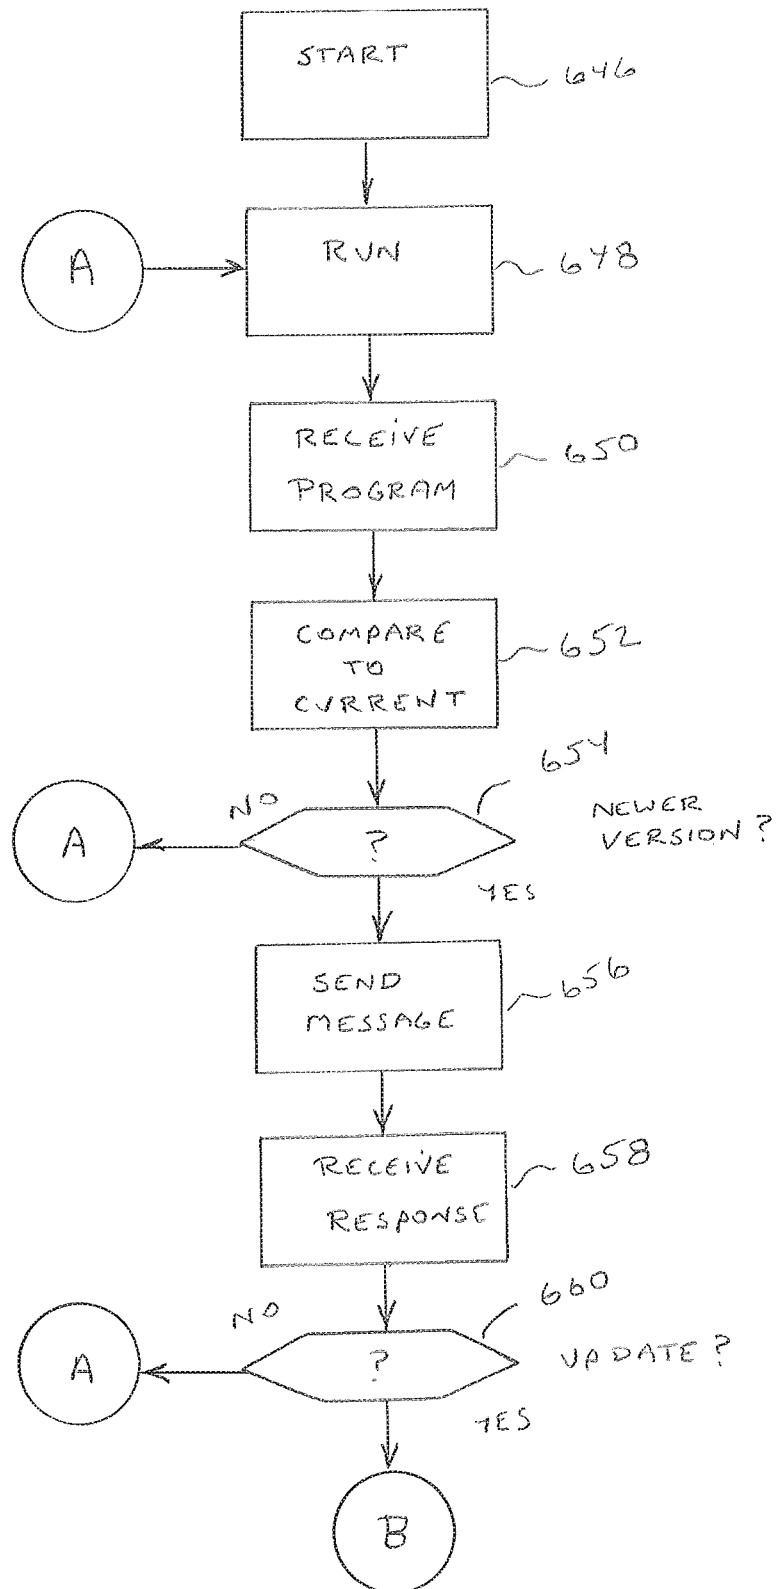 START
646
A
RUN
648
RECEIVE
PROGRAM
650
COMPARE
TO
CURRENT
652
654
NO
?
NEWER
VERSION?
A
YES
SEND
MESSAGE
656
RECEIVE
RESPONSE
658
660
NO
?
UPDATE?
A
YES
B